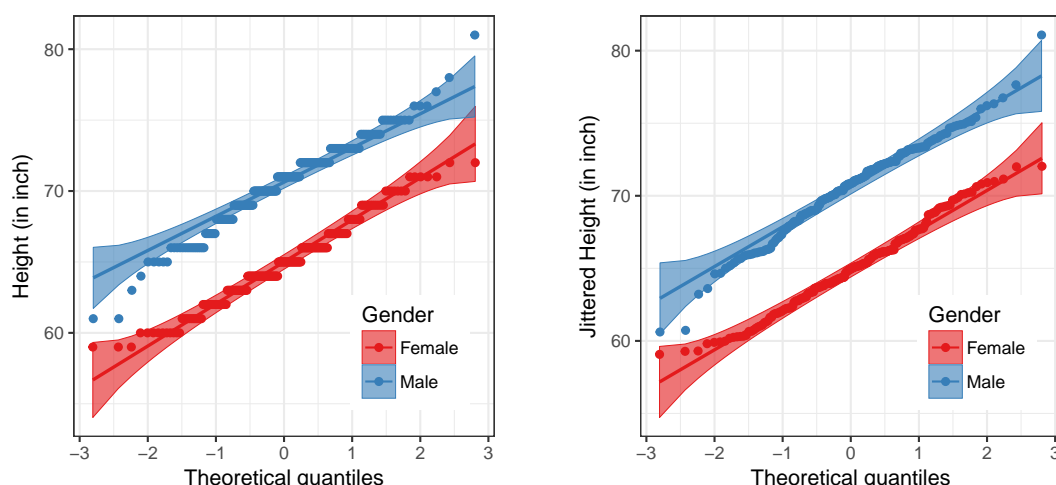 80
70
60
Height (in inch)
−3 −2 −1 0 1 2 3
Theoretical quantiles
Gender
Female
Male
80
70
60
Jittered Height (in inch)
−3 −2 −1 0 1 2 3
Theoretical quantiles
Gender
Female
Male